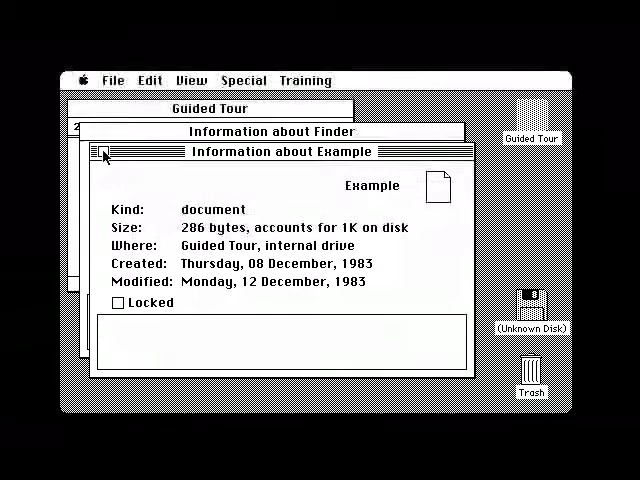 File Edit View Special Training
Guided Tour
2
Information about Finder
Information about Example
Example
Kind: document
Size: 286 bytes, accounts for 1K on disk
Where: Guided Tour, internal drive
Created: Thursday, 08 December, 1983
Modified: Monday, 12 December, 1983
Locked
Guided Tour
(Unknown Disk)
Trash